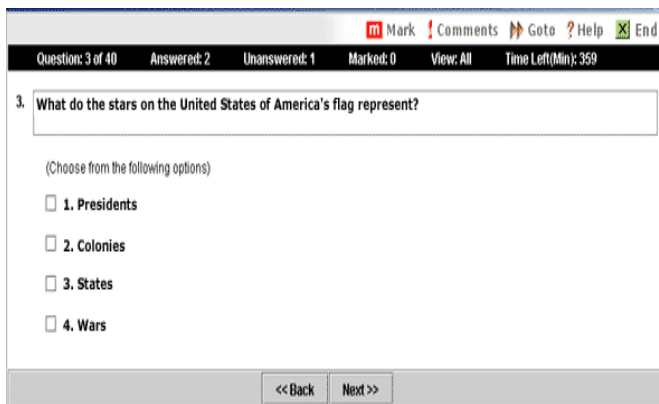 m Mark ! Comments Goto ? Help X End
Question: 3 of 40 Answered: 2 Unanswered: 1 Marked: 0 View: All Time Left(Min): 359
3. What do the stars on the United States of America's flag represent?
(Choose from the following options)
1. Presidents
2. Colonies
3. States
4. Wars
<< Back Next >>